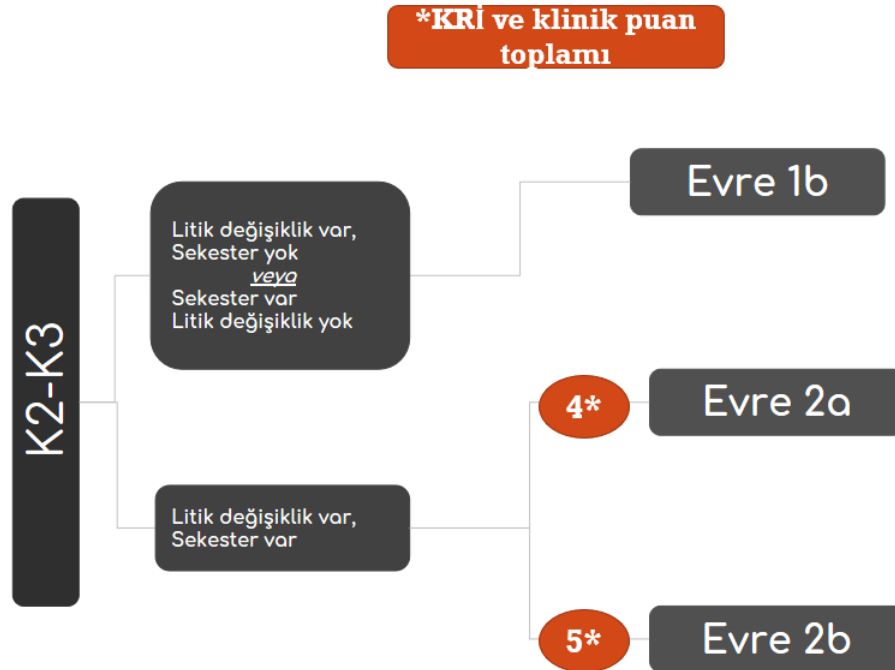 *KRİ ve klinik puan
toplamı
K2-K3
Litik değişiklik var,
Sekester yok
veya
Sekester var
Litik değişiklik yok
Evre 1b
Litik değişiklik var,
Sekester var
4*
Evre 2a
5*
Evre 2b